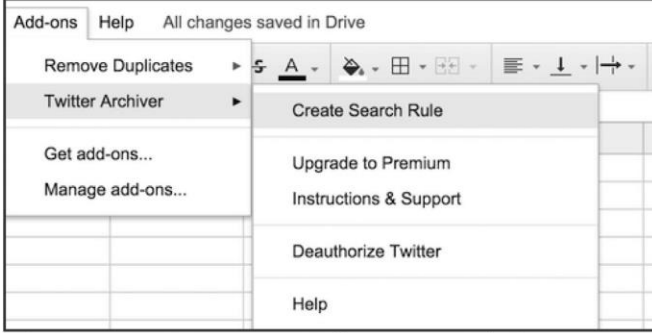 Add-ons Help All changes saved in Drive
Remove Duplicates
Twitter Archiver
Get add-ons...
Manage add-ons...
S A
Create Search Rule
Upgrade to Premium
Instructions & Support
Deauthorize Twitter
Help